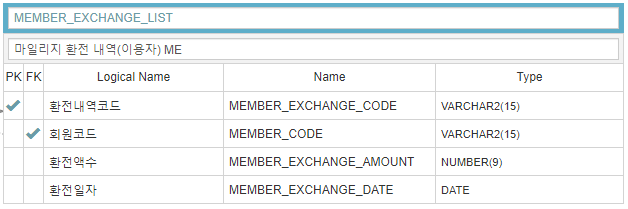 MEMBER_EXCHANGE_LIST
마일리지 환전 내역(이용자) ME
PK FK Logical Name Name Type
환전내역코드 MEMBER_EXCHANGE_CODE VARCHAR2(15)
회원코드 MEMBER_CODE VARCHAR2(15)
환전액수 MEMBER_EXCHANGE_AMOUNT NUMBER(9)
환전일자 MEMBER_EXCHANGE_DATE DATE